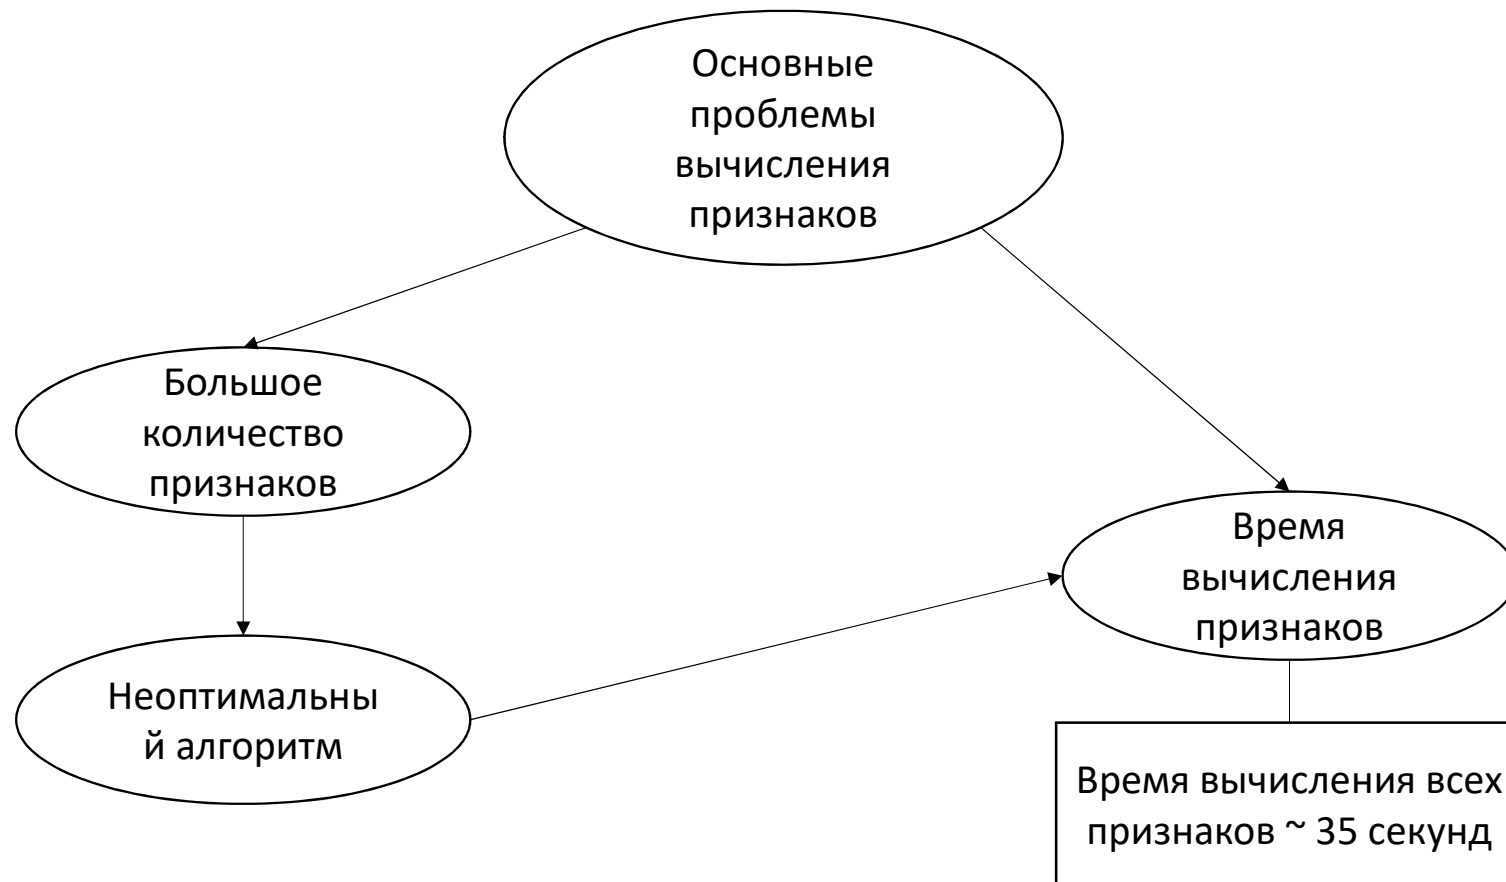 Основные
проблемы
вычисления
признаков
Большое
количество
признаков
Время
вычисления
признаков
Неоптимальны
й алгоритм
Время вычисления всех
признаков ~ 35 секунд